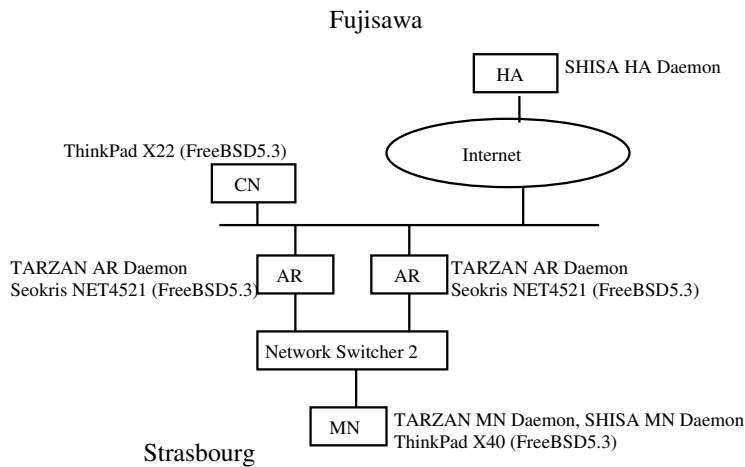 Fujisawa
HA
SHISA HA Daemon
Internet
ThinkPad X22 (FreeBSD5.3)
CN
TARZAN AR Daemon
Seokris NET4521 (FreeBSD5.3)
AR
AR
TARZAN AR Daemon
Seokris NET4521 (FreeBSD5.3)
Network Switcher 2
MN
TARZAN MN Daemon, SHISA MN Daemon
ThinkPad X40 (FreeBSD5.3)
Strasbourg